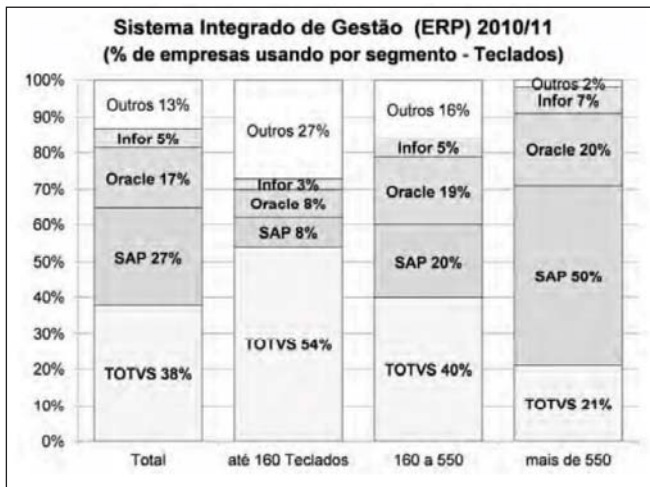 Sistema Integrado de Gestão (ERP) 2010/11
(% de empresas usando por segmento - Teclados)
100%
90%
80%
70%
60%
50%
40%
30%
20%
10%
0%
Outros 13%
Infor 5%
Oracle 17%
SAP 27%
TOTVS 38%
Outros 27%
Infor 3%
Oracle 8%
SAP 8%
TOTVS 54%
Outros 16%
Infor 5%
Oracle 19%
SAP 20%
TOTVS 40%
Outros 2%
Infor 7%
Oracle 20%
SAP 50%
TOTVS 21%
Total
até 160 Teclados
160 a 550
mais de 550